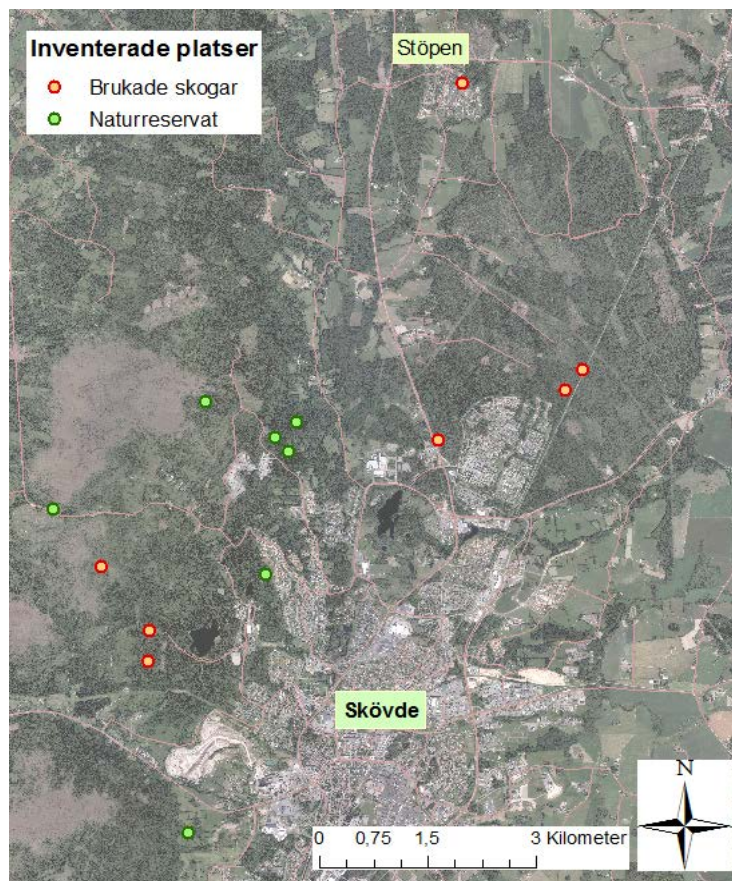 Inventerade platser
Brukade skogar
Naturreservat
Stöpen
Skövde
N
0 0,75 1,5 3 Kilometer